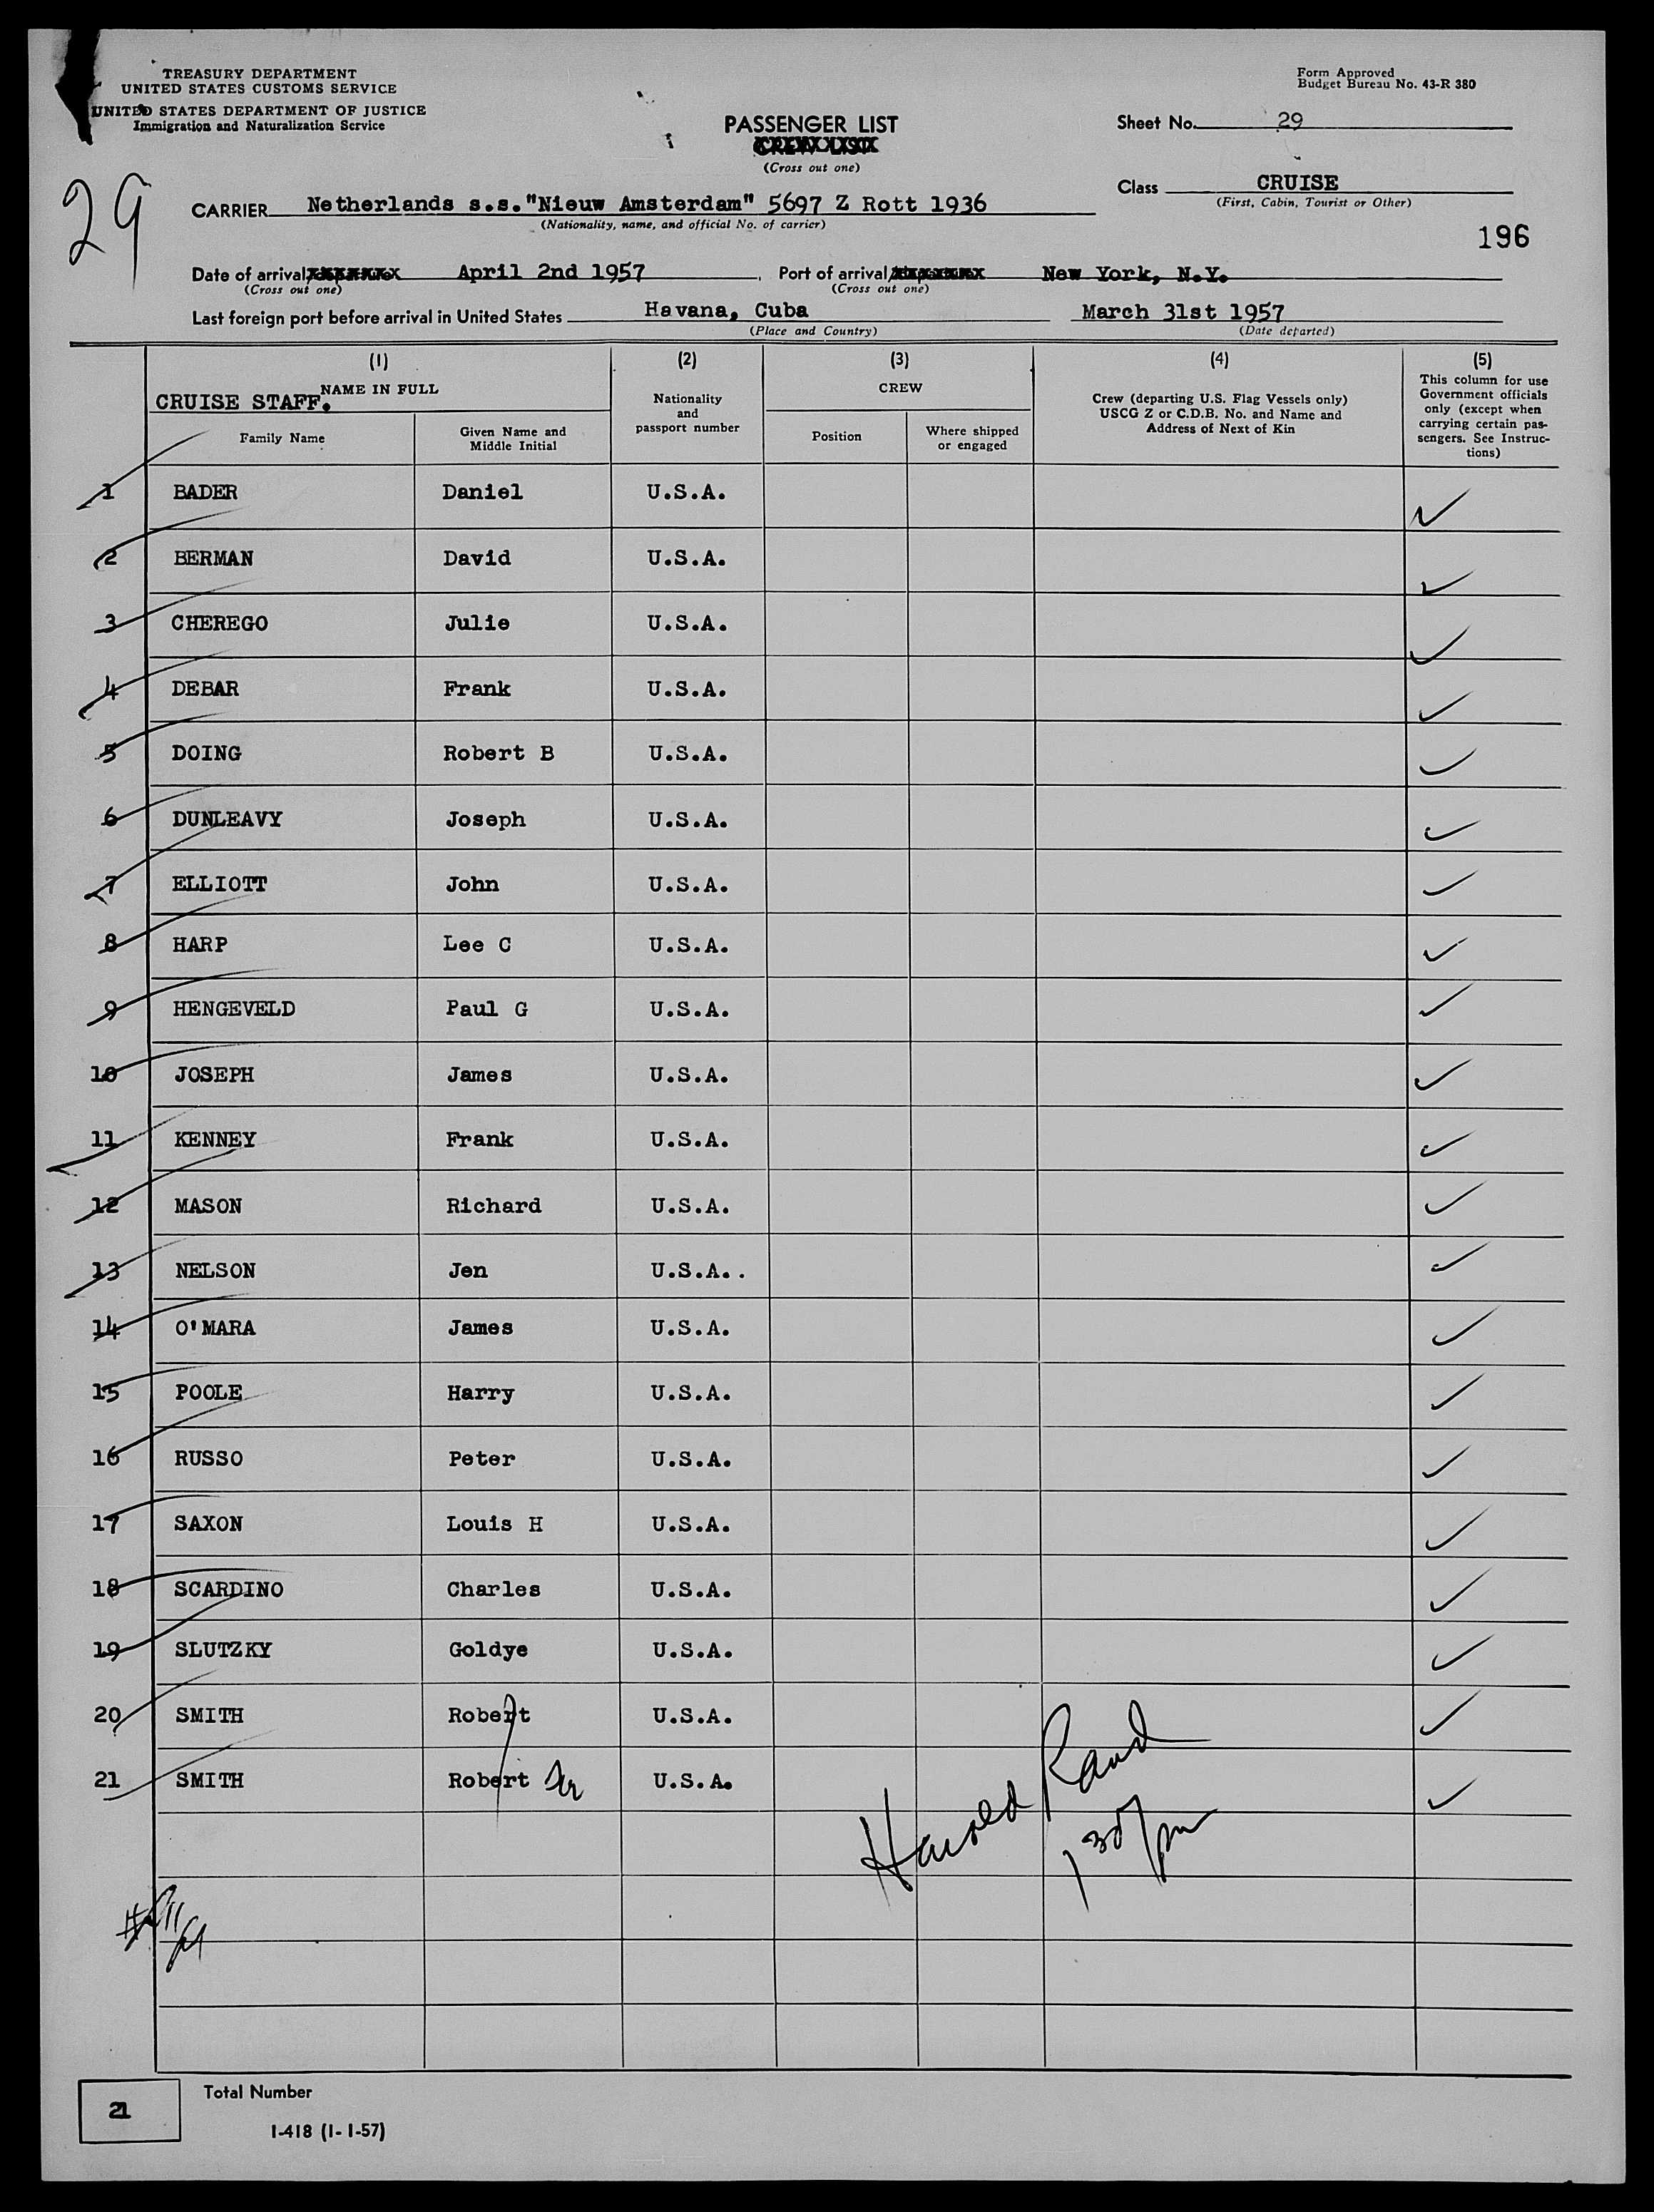 TREASURY DEPARTMENT
UNITED STATES CUSTOMS SERVICE
UNITED STATES DEPARTMENT OF JUSTICE
Immigration and Naturalization Service
Form Approved
Budget Bureau No. 43-R 380
PASSENGER LIST
(Cross out one)
Sheet No. 29
Class CRUISE
(First, Cabin, Tourist or Other)
29
CARRIER Netherlands s.s. "Nieuw Amsterdam" 5697 Z Rott 1936
(Nationality, name, and official No. of carrier)
196
Date of arrival April 2nd 1957 Port of arrival New York, N.Y.
(Cross out one) (Cross out one)
Last foreign port before arrival in United States Havana, Cuba March 31st 1957
(Place and Country) (Date departed)
(1) (2) (3) (4) (5)
NAME IN FULL
CRUISE STAFF.
Family Name
Given Name and
Middle Initial
Nationality
and
passport number
CREW
Position
Where shipped
or engaged
Crew (departing U.S. Flag Vessels only)
USCG Z or C.D.B. No. and Name and
Address of Next of Kin
This column for use
Government officials
only (except when
carrying certain pas-
sengers. See Instruc-
tions)
1 BADER Daniel U.S.A.
2 BERMAN David U.S.A.
3 CHEREGO Julie U.S.A.
4 DEBAR Frank U.S.A.
5 DOING Robert B U.S.A.
6 DUNLEAVY Joseph U.S.A.
7 ELLIOTT John U.S.A.
8 HARP Lee C U.S.A.
9 HENGEVELD Paul G U.S.A.
10 JOSEPH James U.S.A.
11 KENNEY Frank U.S.A.
12 MASON Richard U.S.A.
13 NELSON Jen U.S.A..
14 O'MARA James U.S.A.
15 POOLE Harry U.S.A.
16 RUSSO Peter U.S.A.
17 SAXON Louis H U.S.A.
18 SCARDINO Charles U.S.A.
19 SLUTZKY Goldye U.S.A.
20 SMITH Robert U.S.A.
21 SMITH Robert Jr U.S.A.
Harold Rand
130 pm
21
Total Number
I-418 (1-1-57)